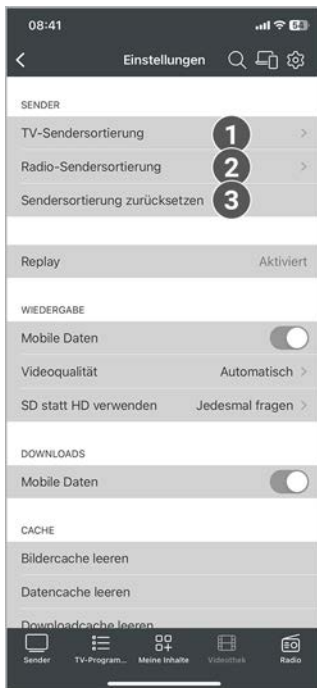 08:41 54
Einstellungen
SENDER
TV-Sendersortierung 1
Radio-Sendersortierung 2
Sendersortierung zurücksetzen 3
Replay Aktiviert
WIEDERGABE
Mobile Daten
Videoqualität Automatisch
SD statt HD verwenden Jedesmal fragen
DOWNLOADS
Mobile Daten
CACHE
Bildercache leeren
Datencache leeren
Downloadcache leeren
Sender TV-Program... Meine Inhalte Videothek Radio